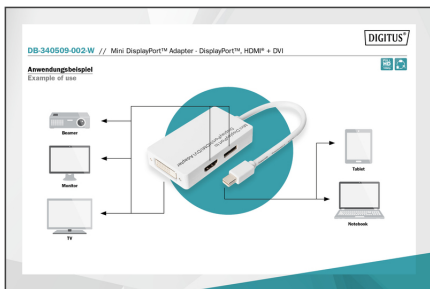 DIGITUS®
DB-340509-002-W // Mini DisplayPort™ Adapter - DisplayPort™, HDMI® + DVI
Anwendungsbeispiel
Example of use
Beamer
Monitor
TV
Tablet
Notebook